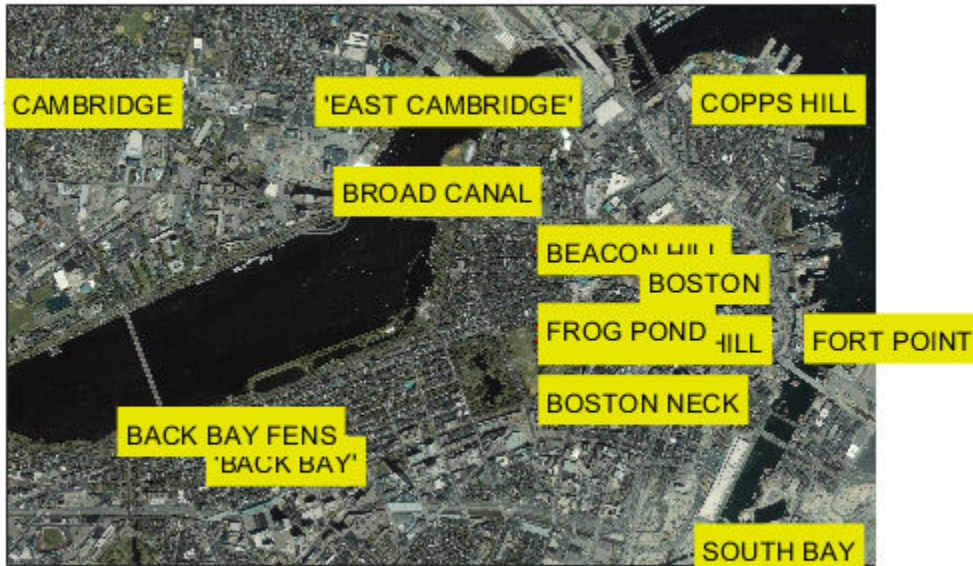 CAMBRIDGE
'EAST CAMBRIDGE'
COPPS HILL
BROAD CANAL
BEACON HILL
BOSTON
FROG POND
HILL
FORT POINT
BOSTON NECK
BACK BAY FENS
'BACK BAY'
SOUTH BAY